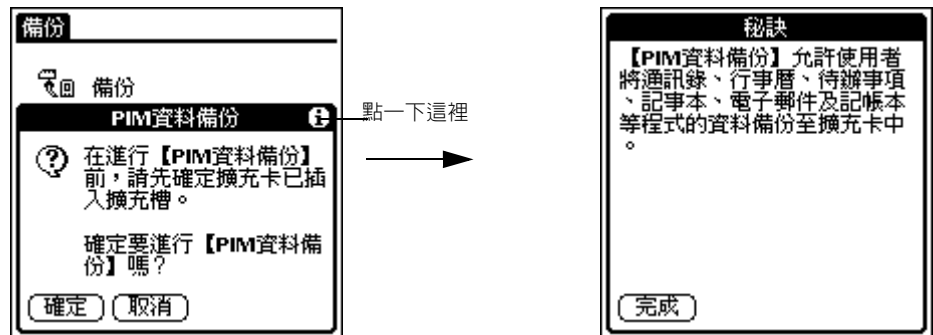 備份
備份
PIM資料備份
在進行【PIM資料備份】
前，請先確定擴充卡已插
入擴充槽。
確定要進行【PIM資料備
份】嗎？
確定 取消
點一下這裡
秘訣
【PIM資料備份】允許使用者
將通訊錄、行事曆、待辦事項
、記事本、電子郵件及記帳本
等程式的資料備份至擴充卡中
。
完成